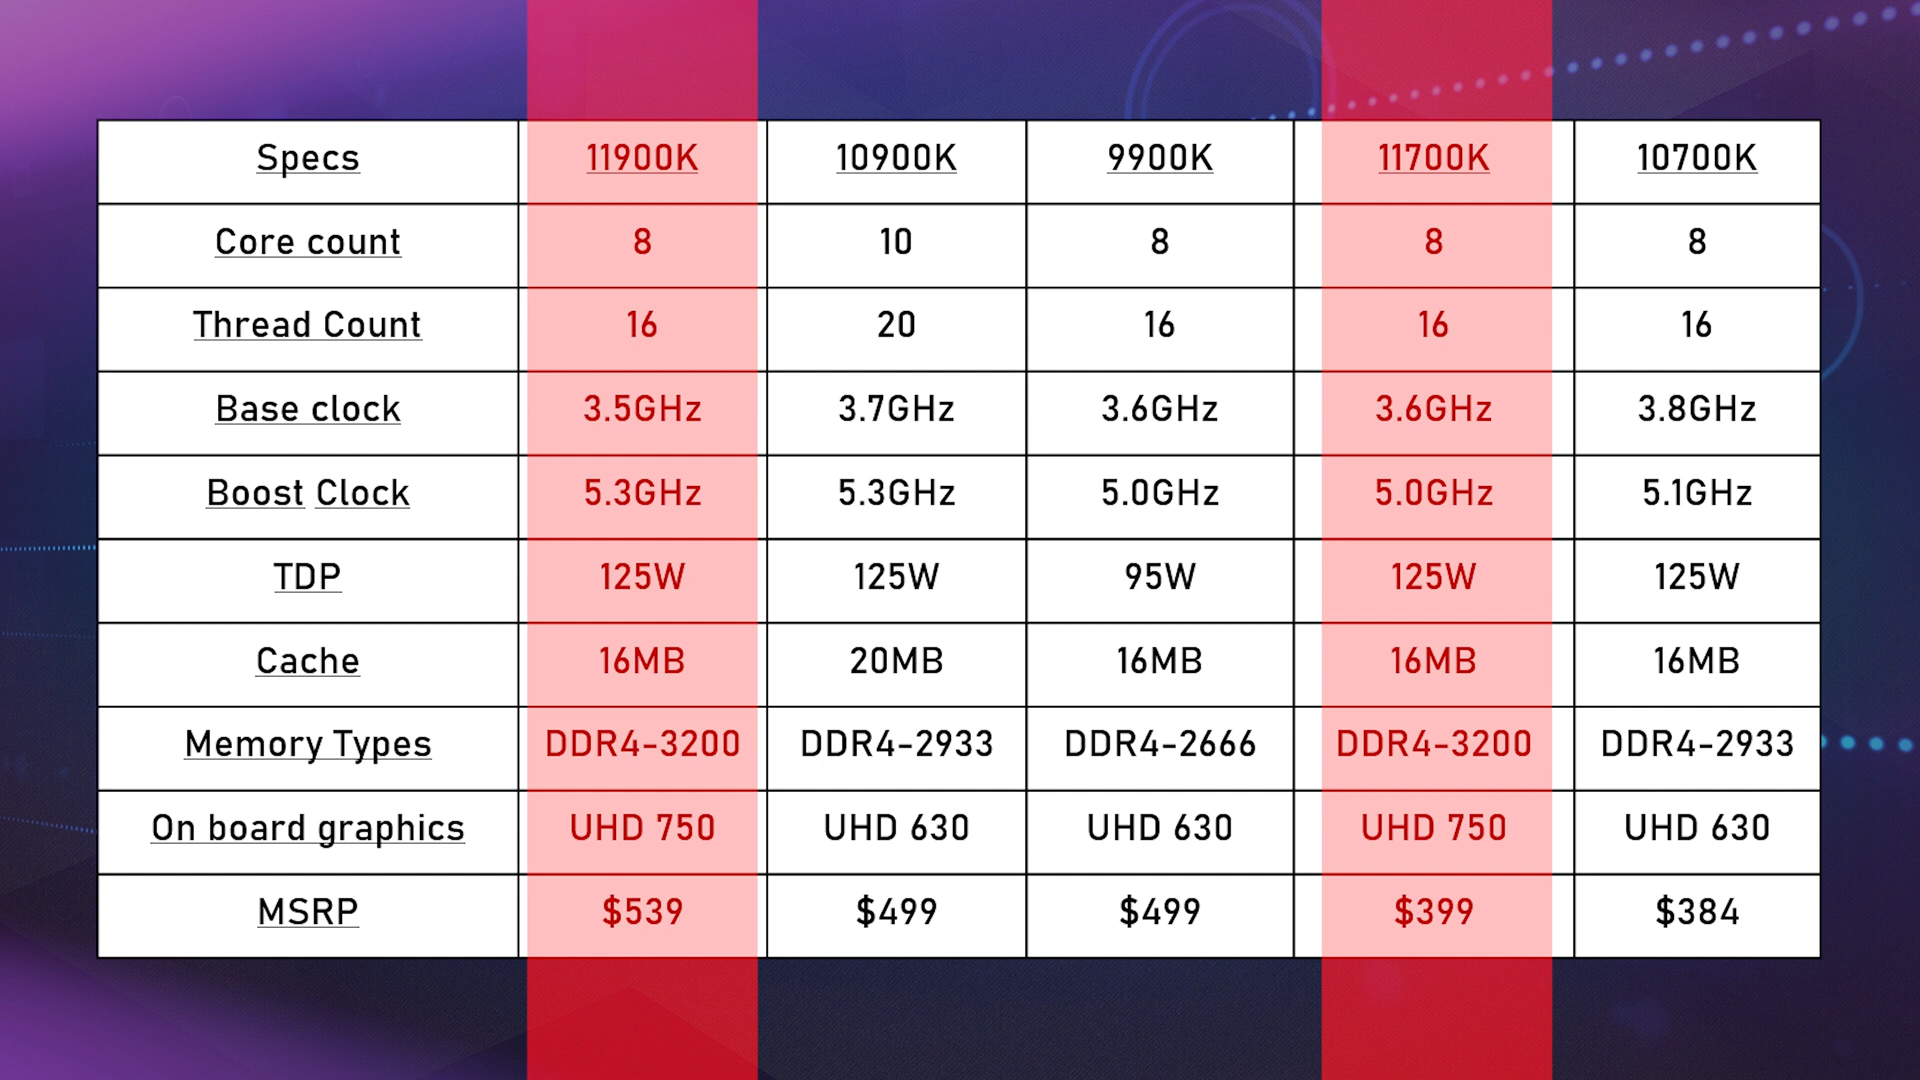 Specs 11900K 10900K 9900K 11700K 10700K
Core count 8 10 8 8 8
Thread Count 16 20 16 16 16
Base clock 3.5GHz 3.7GHz 3.6GHz 3.6GHz 3.8GHz
Boost Clock 5.3GHz 5.3GHz 5.0GHz 5.0GHz 5.1GHz
TDP 125W 125W 95W 125W 125W
Cache 16MB 20MB 16MB 16MB 16MB
Memory Types DDR4-3200 DDR4-2933 DDR4-2666 DDR4-3200 DDR4-2933
On board graphics UHD 750 UHD 630 UHD 630 UHD 750 UHD 630
MSRP $539 $499 $499 $399 $384